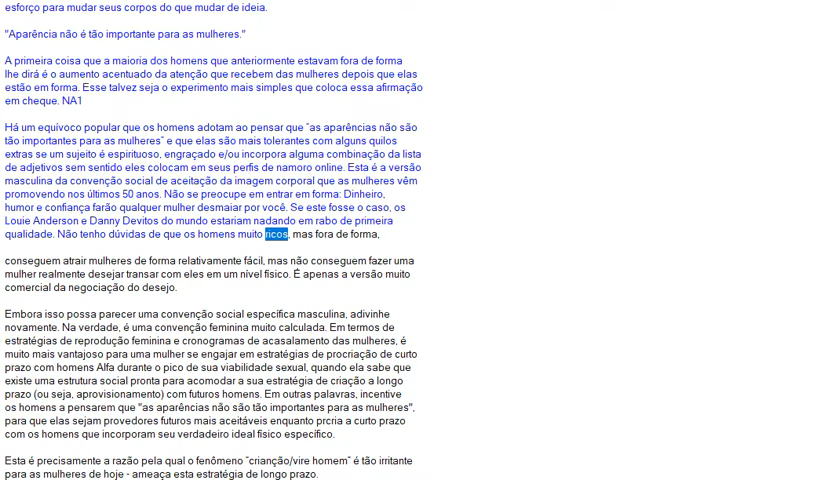 esforço para mudar seus corpos do que mudar de ideia.
"Aparência não é tão importante para as mulheres."
A primeira coisa que a maioria dos homens que anteriormente estavam fora de forma
lhe dirá é o aumento acentuado da atenção que recebem das mulheres depois que elas
estão em forma. Esse talvez seja o experimento mais simples que coloca essa afirmação
em cheque. NA1
Há um equívoco popular que os homens adotam ao pensar que “as aparências não são
tão importantes para as mulheres” e que elas são mais tolerantes com alguns quilos
extras se um sujeito é espirituoso, engraçado e/ou incorpora alguma combinação da lista
de adjetivos sem sentido eles colocam em seus perfis de namoro online. Esta é a versão
masculina da convenção social de aceitação da imagem corporal que as mulheres vêm
promovendo nos últimos 50 anos. Não se preocupe em entrar em forma: Dinheiro,
humor e confiança farão qualquer mulher desmaiar por você. Se este fosse o caso, os
Louie Anderson e Danny Devitos do mundo estariam nadando em rabo de primeira
qualidade. Não tenho dúvidas de que os homens muito ricos, mas fora de forma,
conseguem atrair mulheres de forma relativamente fácil, mas não conseguem fazer uma
mulher realmente desejar transar com eles em um nível físico. É apenas a versão muito
comercial da negociação do desejo.
Embora isso possa parecer uma convenção social específica masculina, adivinhe
novamente. Na verdade, é uma convenção feminina muito calculada. Em termos de
estratégias de reprodução feminina e cronogramas de acasalamento das mulheres, é
muito mais vantajoso para uma mulher se engajar em estratégias de procriação de curto
prazo com homens Alfa durante o pico de sua viabilidade sexual, quando ela sabe que
existe uma estrutura social pronta para acomodar a sua estratégia de criação a longo
prazo (ou seja, aprovisionamento) com futuros homens. Em outras palavras, incentive
os homens a pensarem que "as aparências não são tão importantes para as mulheres",
para que elas sejam provedores futuros mais aceitáveis enquanto prcria a curto prazo
com os homens que incorporam seu verdadeiro ideal físico específico.
Esta é precisamente a razão pela qual o fenômeno “crianção/vire homem” é tão irritante
para as mulheres de hoje - ameaça esta estratégia de longo prazo.